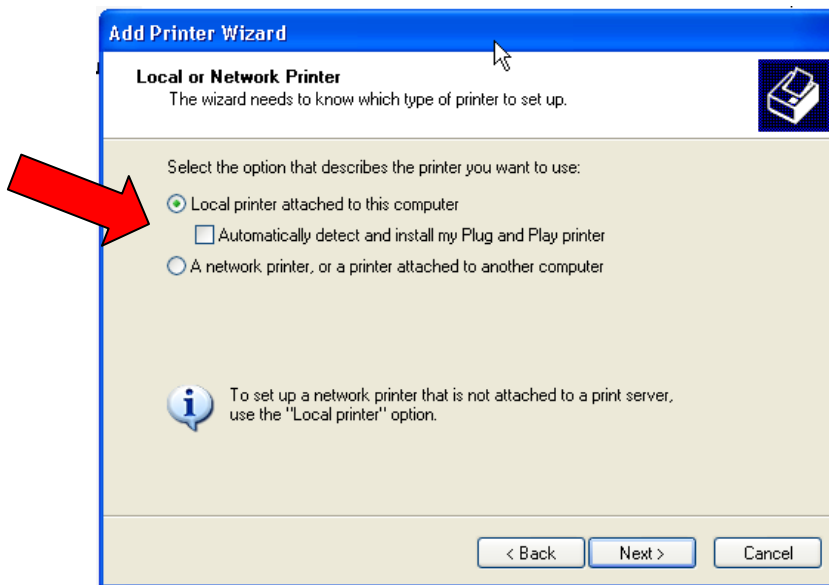 Add Printer Wizard
Local or Network Printer
The wizard needs to know which type of printer to set up.
Select the option that describes the printer you want to use:
Local printer attached to this computer
Automatically detect and install my Plug and Play printer
A network printer, or a printer attached to another computer
To set up a network printer that is not attached to a print server,
use the "Local printer" option.
< Back Next > Cancel